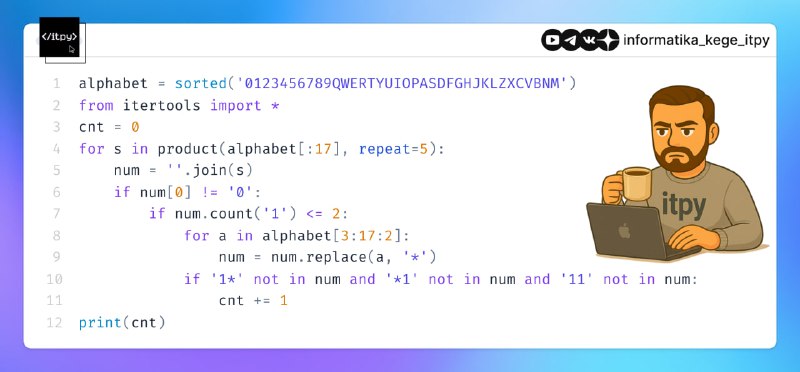 </itpy>
informatika_kege_itpy
1 alphabet = sorted('0123456789QWERTYUIOPASDFGHJKLZXCVBNM')
2 from itertools import *
3 cnt = 0
4 for s in product(alphabet[:17], repeat=5):
5     num = ''.join(s)
6     if num[0] != '0':
7         if num.count('1') <= 2:
8             for a in alphabet[3:17:2]:
9                 num = num.replace(a, '*')
10             if '1*' not in num and '*1' not in num and '11' not in num:
11                 cnt += 1
12 print(cnt)
itpy